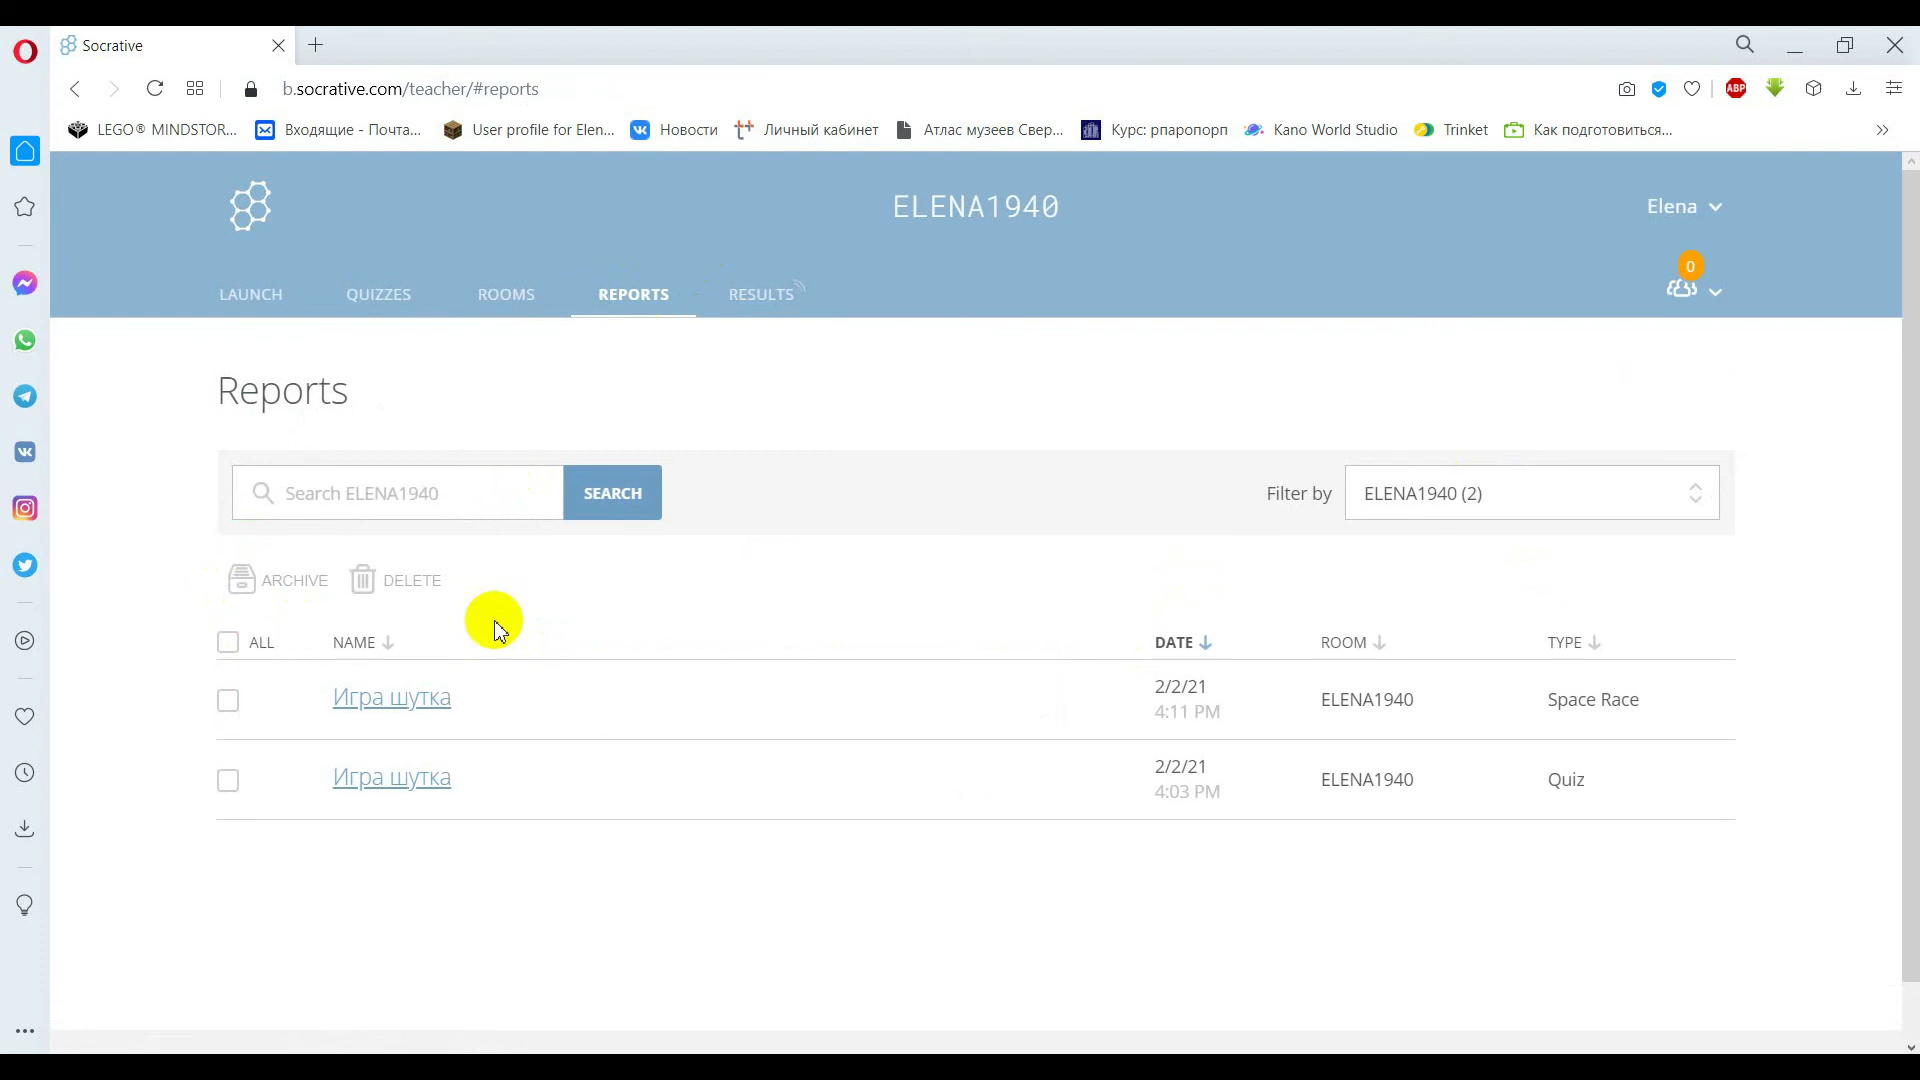 Socrative
b.socrative.com/teacher/#reports
ABP
LEGO® MINDSTOR... Входящие - Почта... User profile for Elen... Новости Личный кабинет Атлас музеев Свер... Курс: рпаропорп Kano World Studio Trinket Как подготовиться...
ELENA1940
Elena
0
LAUNCH QUIZZES ROOMS REPORTS RESULTS
Reports
Search ELENA1940 SEARCH Filter by ELENA1940 (2)
ARCHIVE DELETE
ALL NAME DATE ROOM TYPE
Игра шутка 2/2/21 4:11 PM ELENA1940 Space Race
Игра шутка 2/2/21 4:03 PM ELENA1940 Quiz